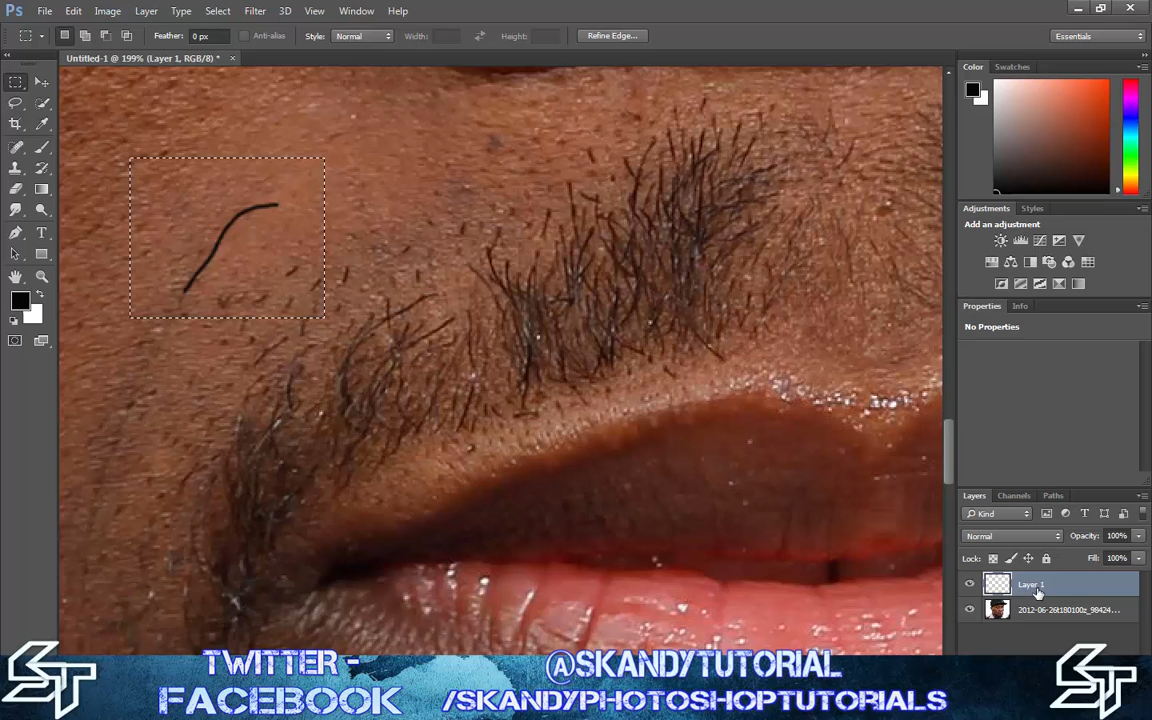 Ps File Edit Image Layer Type Select Filter 3D View Window Help
Feather: 0 px Anti-alias Style: Normal Width: Height: Refine Edge... Essentials
Untitled-1 @ 199% (Layer 1, RGB/8) * ×
Color Swatches
Adjustments Styles
Add an adjustment
Properties Info
No Properties
Layers Channels Paths
Kind
Normal Opacity: 100%
Lock: Fill: 100%
Layer 1
2012-06-26t180100z_98424...
TWITTER - @SKANDYTUTORIAL
FACEBOOK /SKANDYPHOTOSHOPTUTORIALS
ST ST